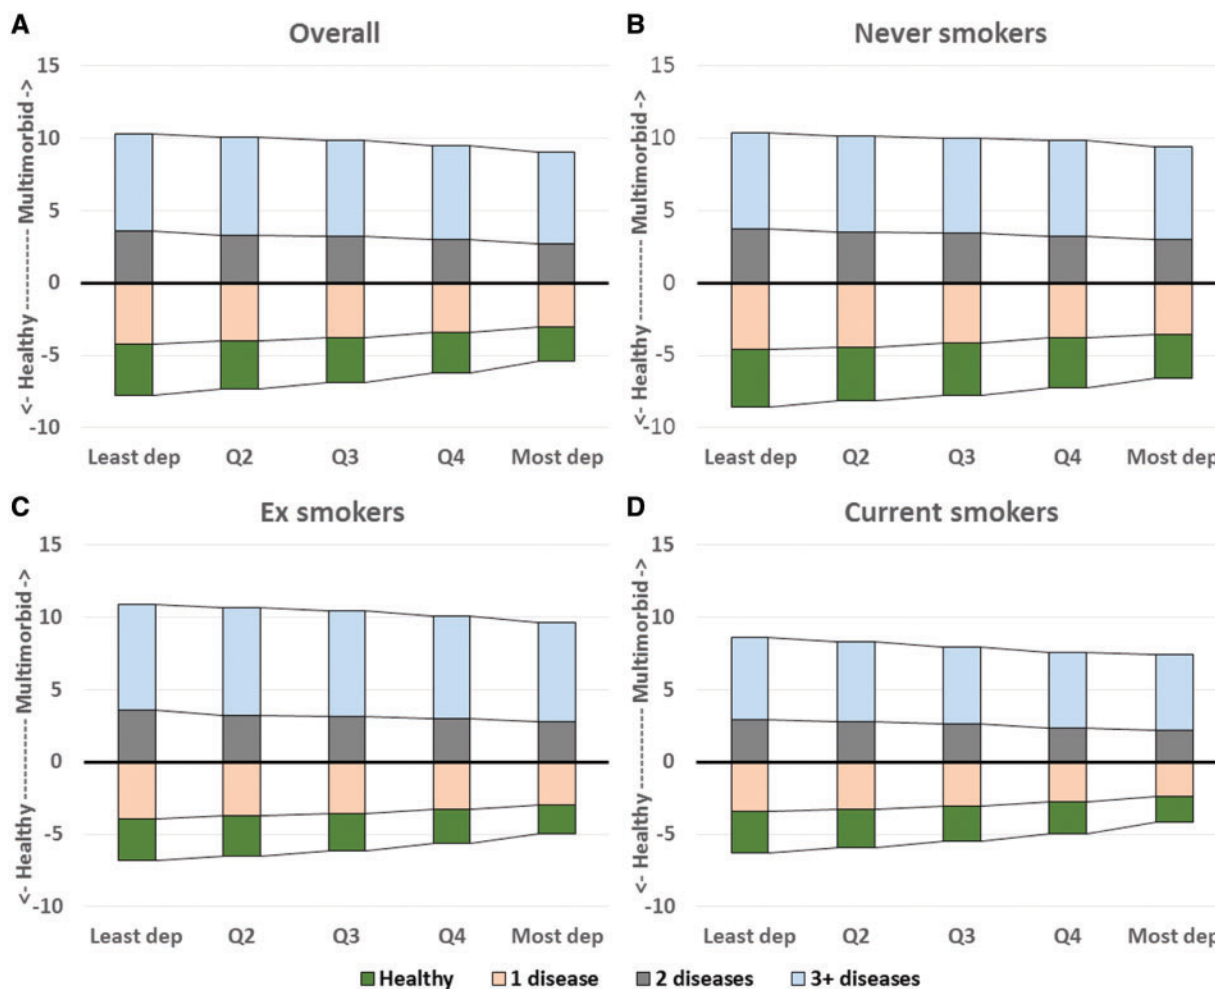 A
Overall
15
10
5
0
-5
-10
<- Healthy ---------- Multimorbid ->
Least dep Q2 Q3 Q4 Most dep
B
Never smokers
15
10
5
0
-5
-10
<- Healthy ---------- Multimorbid ->
Least dep Q2 Q3 Q4 Most dep
C
Ex smokers
15
10
5
0
-5
-10
<- Healthy ---------- Multimorbid ->
Least dep Q2 Q3 Q4 Most dep
D
Current smokers
15
10
5
0
-5
-10
<- Healthy ---------- Multimorbid ->
Least dep Q2 Q3 Q4 Most dep
Healthy 1 disease 2 diseases 3+ diseases